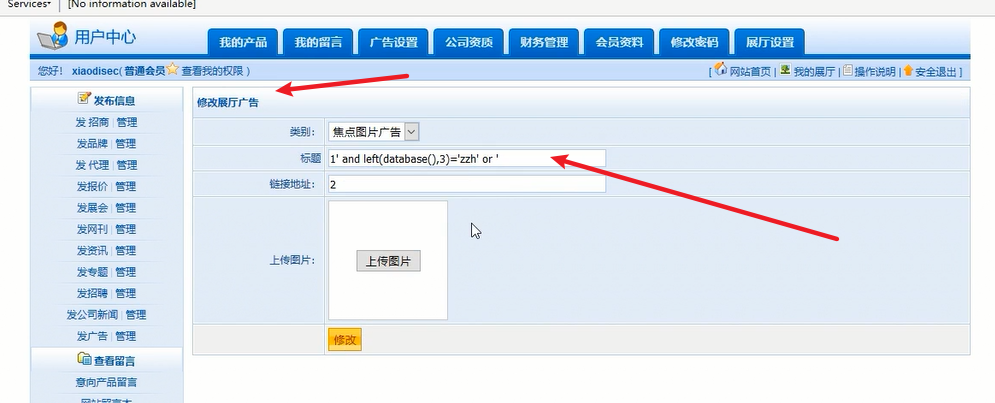 Services▾ [No information available]
用户中心
我的产品 我的留言 广告设置 公司资质 财务管理 会员资料 修改密码 展厅设置
您好! xiaodisec( 普通会员 查看我的权限 ) [ 网站首页 | 我的展厅 | 操作说明 | 安全退出 ]
发布信息
发 招商 | 管理
发品牌 | 管理
发 代理 | 管理
发报价 | 管理
发展会 | 管理
发网刊 | 管理
发资讯 | 管理
发专题 | 管理
发招聘 | 管理
发公司新闻 | 管理
发广告 | 管理
查看留言
意向产品留言
修改展厅广告
类别: 焦点图片广告
标题 1' and left(database(),3)='zzh' or '
链接地址: 2
上传图片: 上传图片
修改